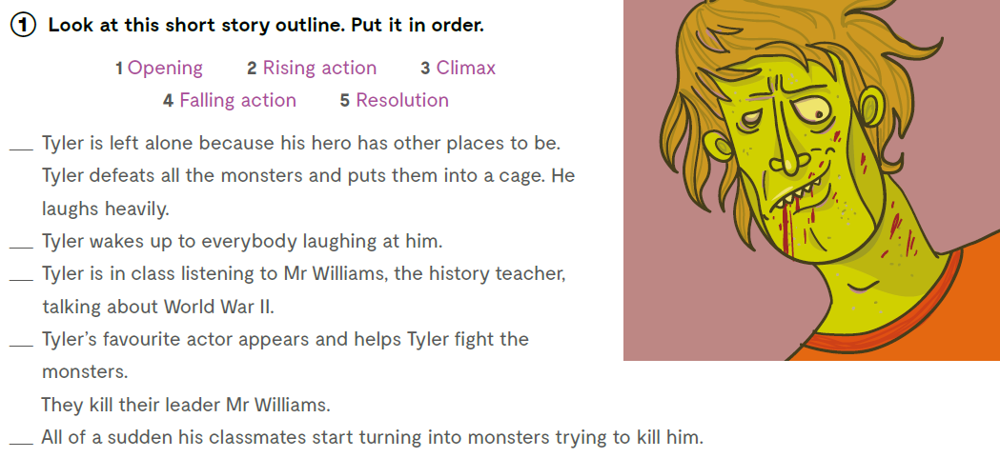 1 Look at this short story outline. Put it in order.
1 Opening 2 Rising action 3 Climax
4 Falling action 5 Resolution
___ Tyler is left alone because his hero has other places to be.
Tyler defeats all the monsters and puts them into a cage. He
laughs heavily.
___ Tyler wakes up to everybody laughing at him.
___ Tyler is in class listening to Mr Williams, the history teacher,
talking about World War II.
___ Tyler's favourite actor appears and helps Tyler fight the
monsters.
They kill their leader Mr Williams.
___ All of a sudden his classmates start turning into monsters trying to kill him.